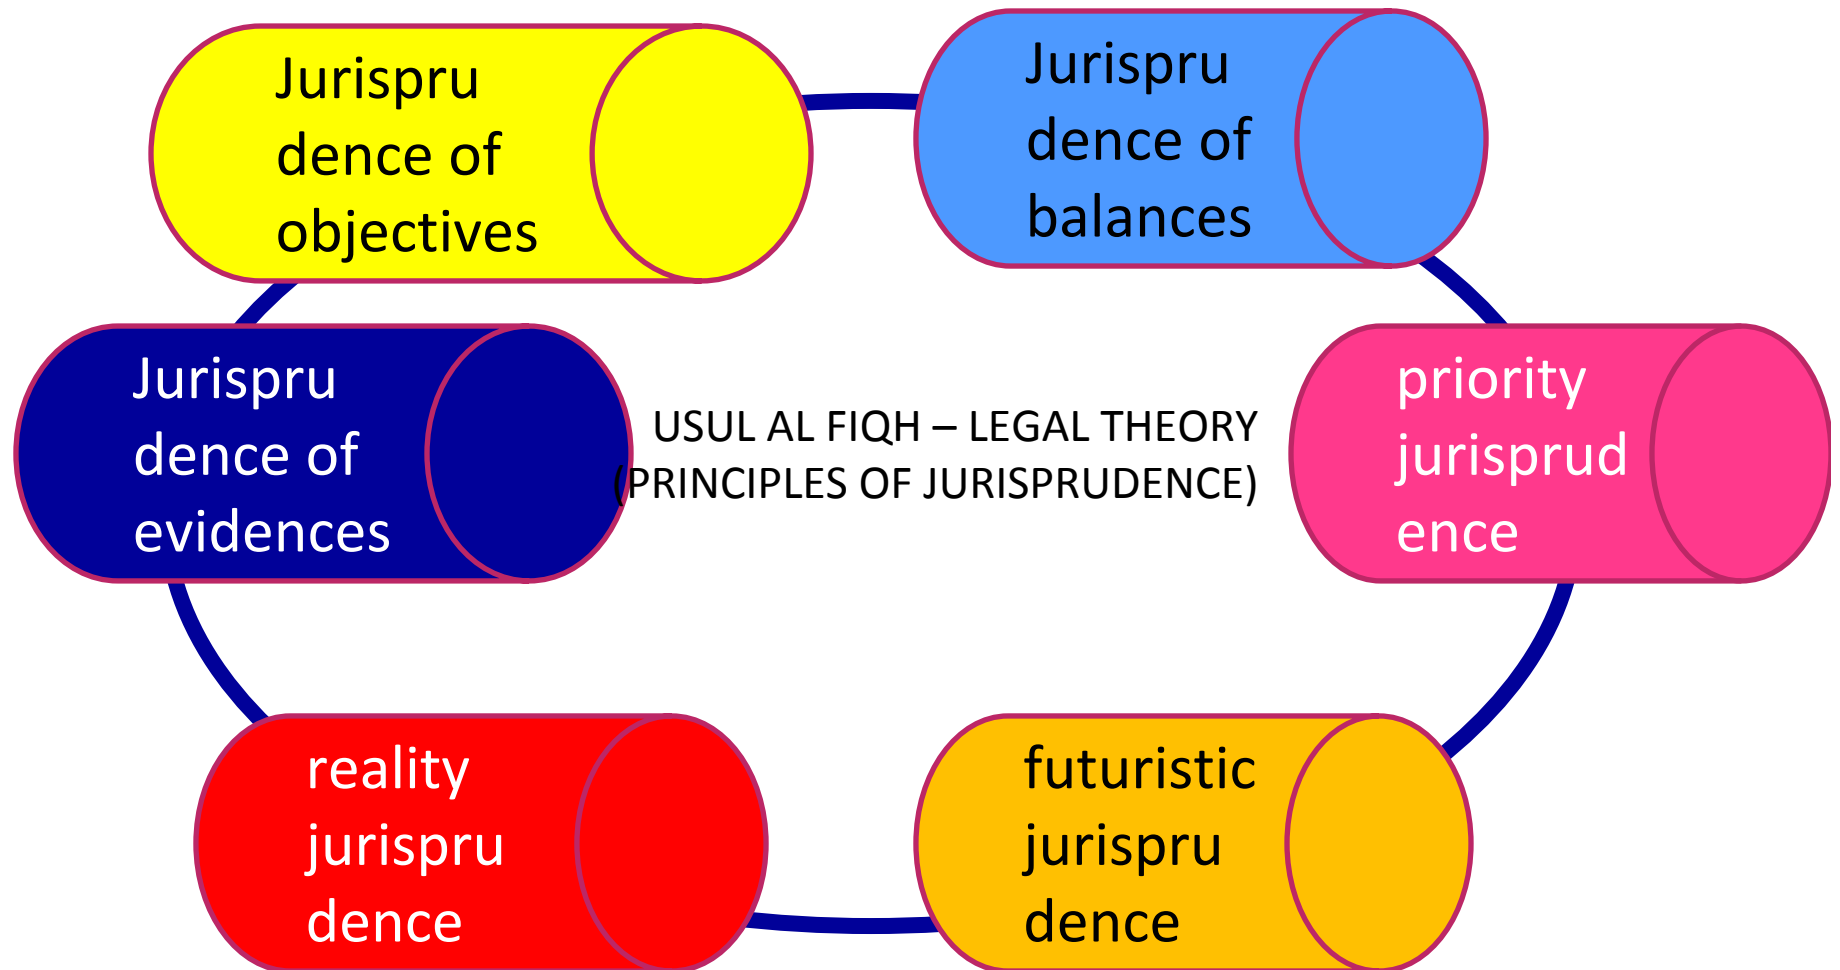 Jurispru
dence of
objectives
Jurispru
dence of
balances
Jurispru
dence of
evidences
USUL AL FIQH – LEGAL THEORY
(PRINCIPLES OF JURISPRUDENCE)
priority
jurisprud
ence
reality
jurispru
dence
futuristic
jurispru
dence